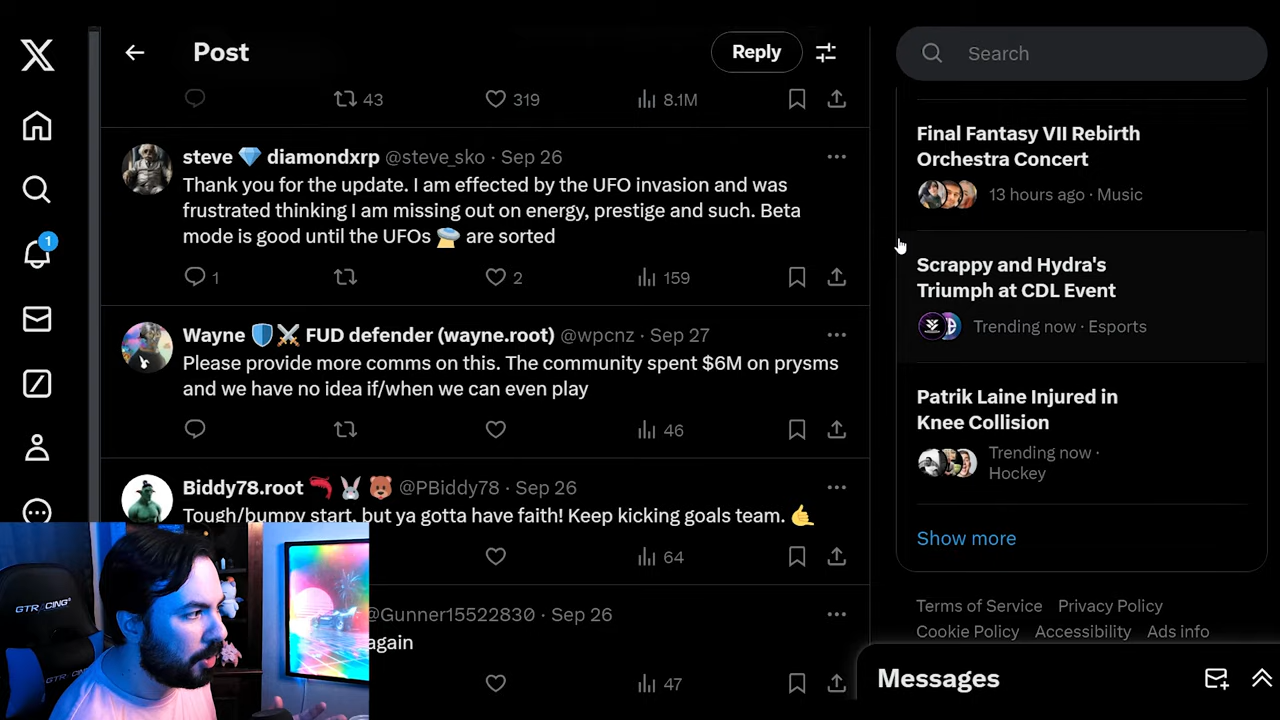 Post
Reply
Search
43
319
8.1M
steve 💎 diamondxrp @steve_sko · Sep 26
Thank you for the update. I am effected by the UFO invasion and was
frustrated thinking I am missing out on energy, prestige and such. Beta
mode is good until the UFOs 🛸 are sorted
1
2
159
Wayne 🛡️⚔️ FUD defender (wayne.root) @wpcnz · Sep 27
Please provide more comms on this. The community spent $6M on prysms
and we have no idea if/when we can even play
46
Biddy78.root 🦐 🐰 🐻 @PBiddy78 · Sep 26
Tough/bumpy start, but ya gotta have faith! Keep kicking goals team. 🤙
64
@Gunner15522830 · Sep 26
again
47
Final Fantasy VII Rebirth
Orchestra Concert
13 hours ago · Music
Scrappy and Hydra's
Triumph at CDL Event
Trending now · Esports
Patrik Laine Injured in
Knee Collision
Trending now ·
Hockey
Show more
Terms of Service Privacy Policy
Cookie Policy Accessibility Ads info
Messages
1
GTRACING